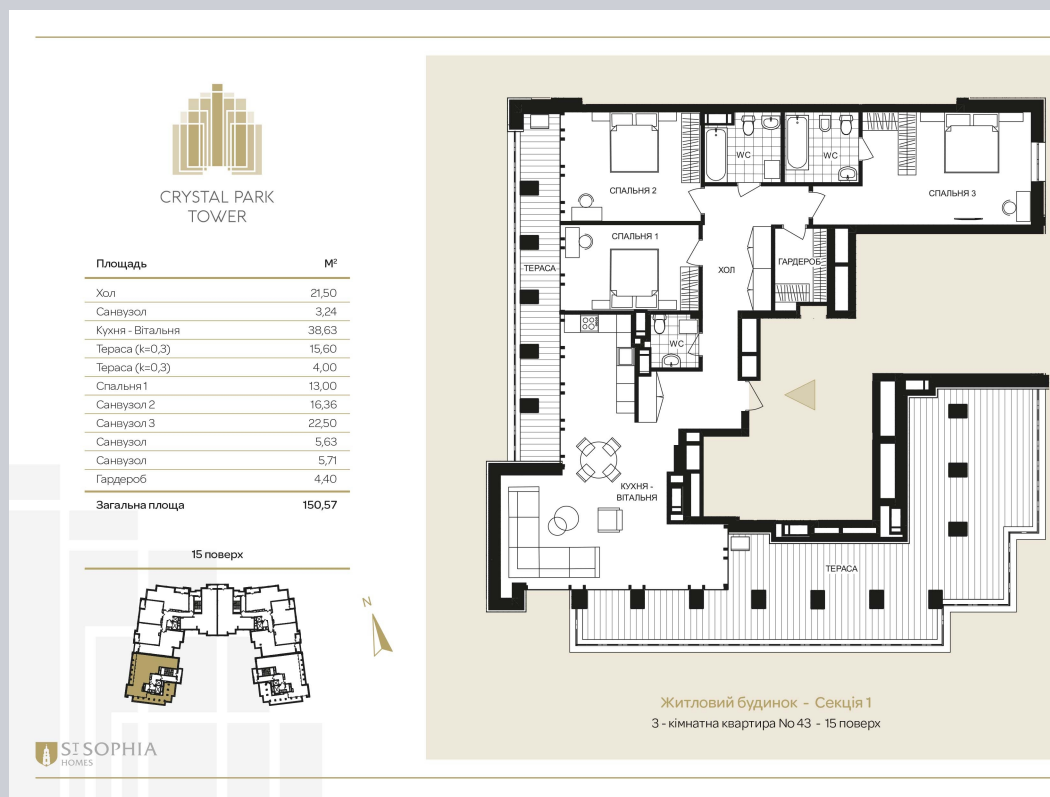 CRYSTAL PARK
TOWER
Площадь М²
Хол 21,50
Санвузол 3,24
Кухня - Вітальня 38,63
Тераса (k=0,3) 15,60
Тераса (k=0,3) 4,00
Спальня 1 13,00
Санвузол 2 16,36
Санвузол 3 22,50
Санвузол 5,63
Санвузол 5,71
Гардероб 4,40
Загальна площа 150,57
15 поверх
N
ST SOPHIA
HOMES
СПАЛЬНЯ 2
WC
WC
СПАЛЬНЯ 3
СПАЛЬНЯ 1
ТЕРАСА
ХОЛ
ГАРДЕРОБ
WC
КУХНЯ -
ВІТАЛЬНЯ
ТЕРАСА
Житловий будинок - Секція 1
3 - кімнатна квартира No 43 - 15 поверх